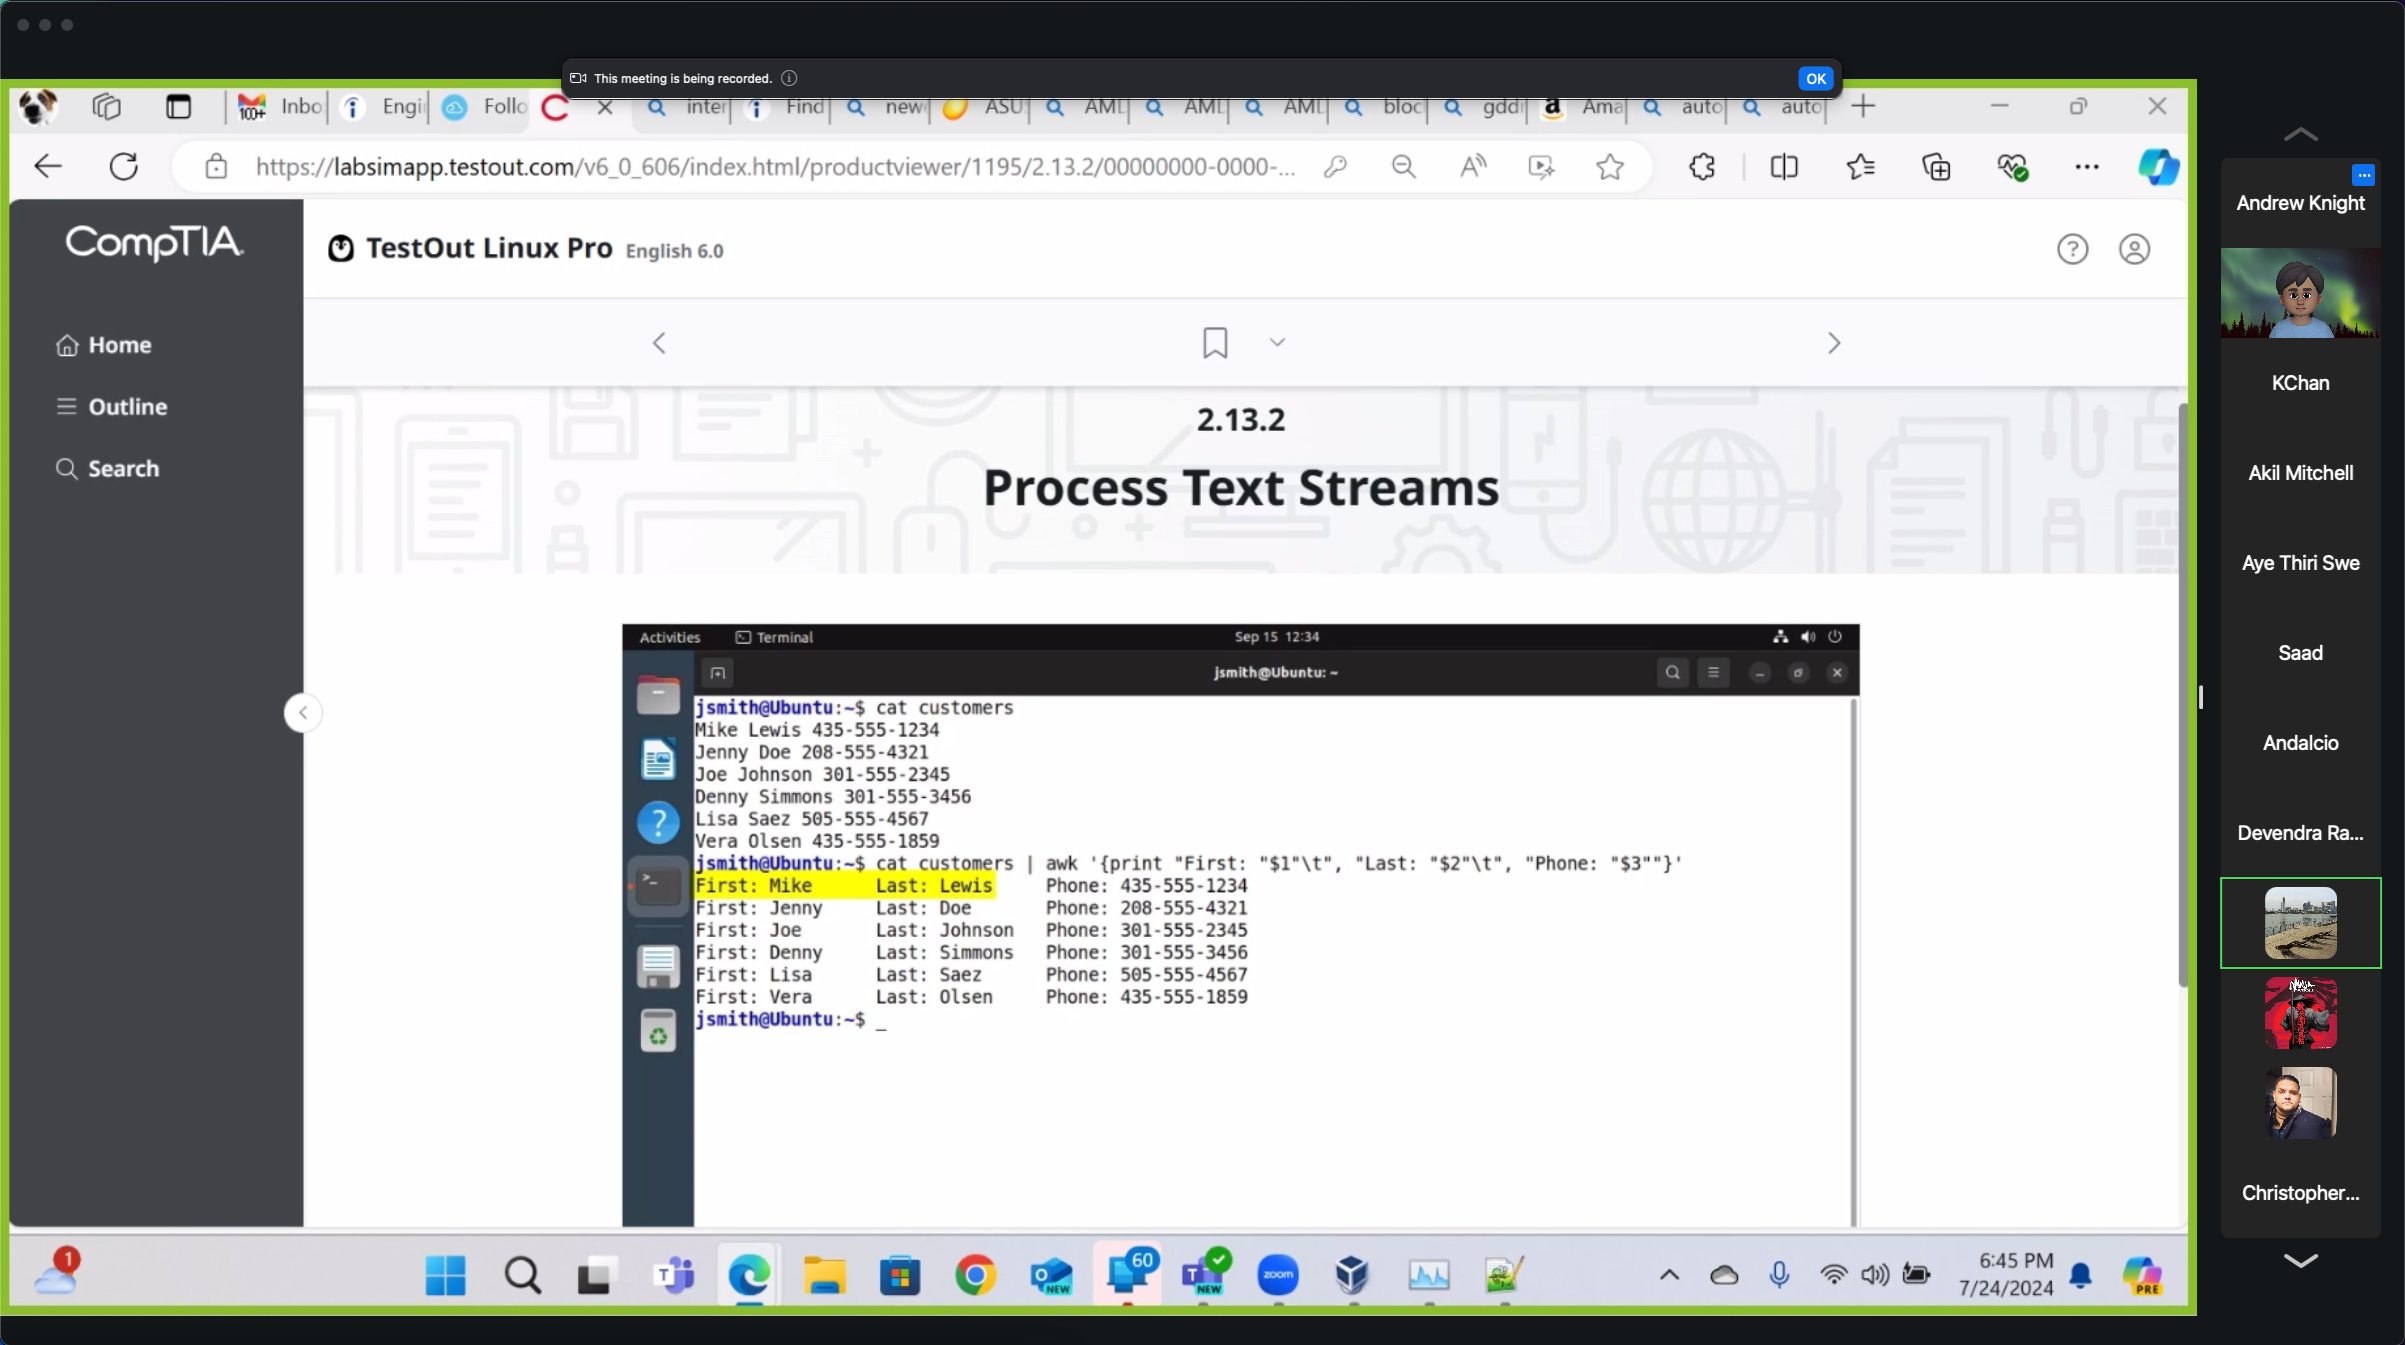 This meeting is being recorded.
OK
Inbo
Engi
Follo
inter
Find
new
ASU
AML
AML
AML
bloc
gddr
Ama
auto
auto
https://labsimapp.testout.com/v6_0_606/index.html/productviewer/1195/2.13.2/00000000-0000-...
CompTIA.
TestOut Linux Pro English 6.0
Home
Outline
Search
2.13.2
Process Text Streams
Activities Terminal Sep 15 12:34
jsmith@Ubuntu: ~
jsmith@Ubuntu:~$ cat customers
Mike Lewis 435-555-1234
Jenny Doe 208-555-4321
Joe Johnson 301-555-2345
Denny Simmons 301-555-3456
Lisa Saez 505-555-4567
Vera Olsen 435-555-1859
jsmith@Ubuntu:~$ cat customers | awk '{print "First: "$1"\t", "Last: "$2"\t", "Phone: "$3""}'
First: Mike Last: Lewis Phone: 435-555-1234
First: Jenny Last: Doe Phone: 208-555-4321
First: Joe Last: Johnson Phone: 301-555-2345
First: Denny Last: Simmons Phone: 301-555-3456
First: Lisa Last: Saez Phone: 505-555-4567
First: Vera Last: Olsen Phone: 435-555-1859
jsmith@Ubuntu:~$ _
1
NEW
60
NEW
zoom
6:45 PM
7/24/2024
PRE
Andrew Knight
KChan
Akil Mitchell
Aye Thiri Swe
Saad
Andalcio
Devendra Ra...
Christopher...